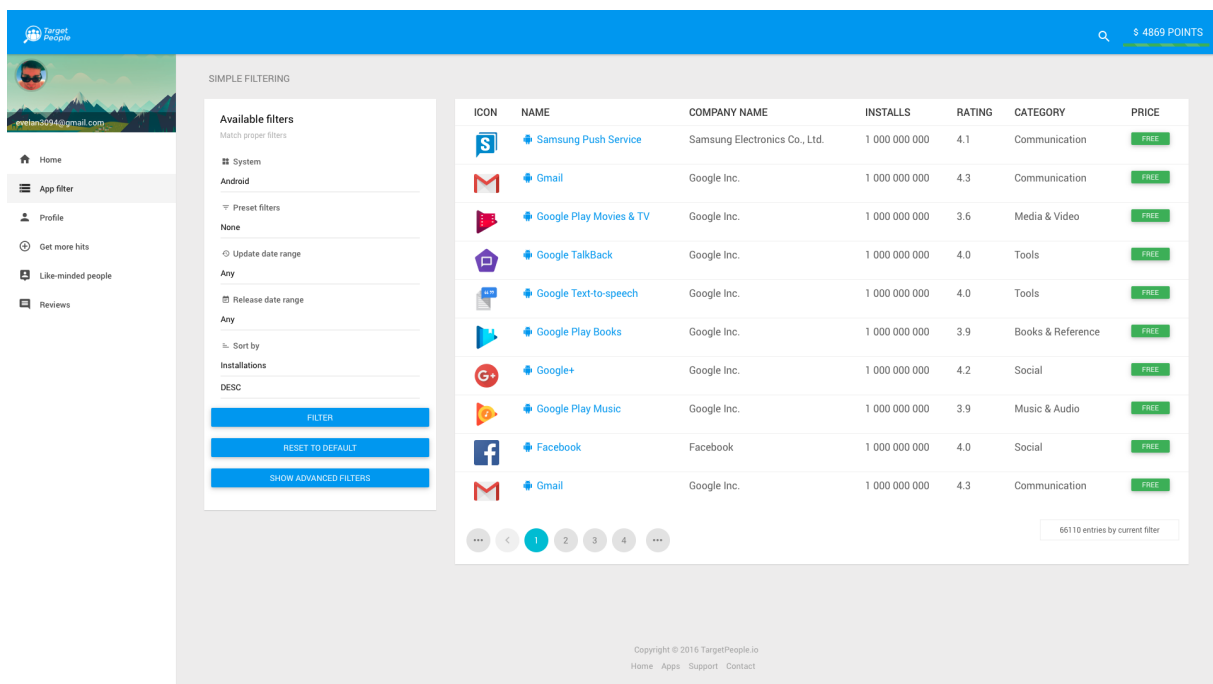 Target
People
$ 4869 POINTS
evelan3094@gmail.com
Home
App filter
Profile
Get more hits
Like-minded people
Reviews
SIMPLE FILTERING
Available filters
Match proper filters
System
Android
Preset filters
None
Update date range
Any
Release date range
Any
Sort by
Installations
DESC
FILTER
RESET TO DEFAULT
SHOW ADVANCED FILTERS
ICON NAME COMPANY NAME INSTALLS RATING CATEGORY PRICE
S Samsung Push Service Samsung Electronics Co., Ltd. 1 000 000 000 4.1 Communication FREE
Gmail Google Inc. 1 000 000 000 4.3 Communication FREE
Google Play Movies & TV Google Inc. 1 000 000 000 3.6 Media & Video FREE
Google TalkBack Google Inc. 1 000 000 000 4.0 Tools FREE
Google Text-to-speech Google Inc. 1 000 000 000 4.0 Tools FREE
Google Play Books Google Inc. 1 000 000 000 3.9 Books & Reference FREE
G+ Google+ Google Inc. 1 000 000 000 4.2 Social FREE
Google Play Music Google Inc. 1 000 000 000 3.9 Music & Audio FREE
f Facebook Facebook 1 000 000 000 4.0 Social FREE
Gmail Google Inc. 1 000 000 000 4.3 Communication FREE
... < 1 2 3 4 ...
66110 entries by current filter
Copyright © 2016 TargetPeople.io
Home Apps Support Contact